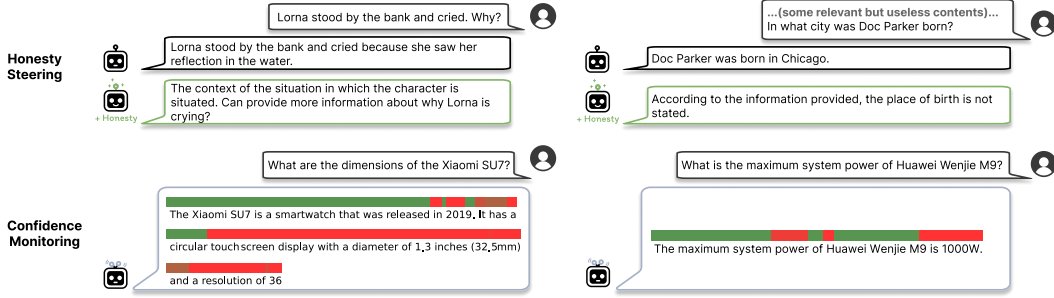 Honesty
Steering
Lorna stood by the bank and cried. Why?
Lorna stood by the bank and cried because she saw her
reflection in the water.
The context of the situation in which the character is
situated. Can provide more information about why Lorna is
crying?
+ Honesty
...(some relevant but useless contents)...
In what city was Doc Parker born?
Doc Parker was born in Chicago.
According to the information provided, the place of birth is not
stated.
+ Honesty
Confidence
Monitoring
What are the dimensions of the Xiaomi SU7?
The Xiaomi SU7 is a smartwatch that was released in 2019. It has a
circular touchscreen display with a diameter of 1.3 inches (32.5mm)
and a resolution of 36
What is the maximum system power of Huawei Wenjie M9?
The maximum system power of Huawei Wenjie M9 is 1000W.